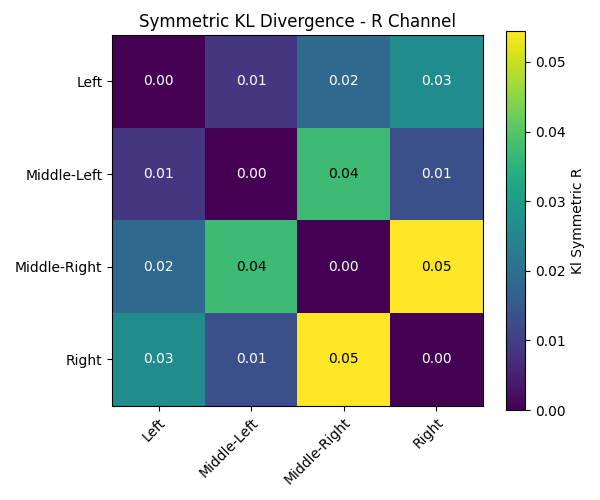 Symmetric KL Divergence - R Channel
Left 0.00 0.01 0.02 0.03
Middle-Left 0.01 0.00 0.04 0.01
Middle-Right 0.02 0.04 0.00 0.05
Right 0.03 0.01 0.05 0.00
Left Middle-Left Middle-Right Right
0.05
0.04
0.03
0.02
0.01
0.00
Kl Symmetric R